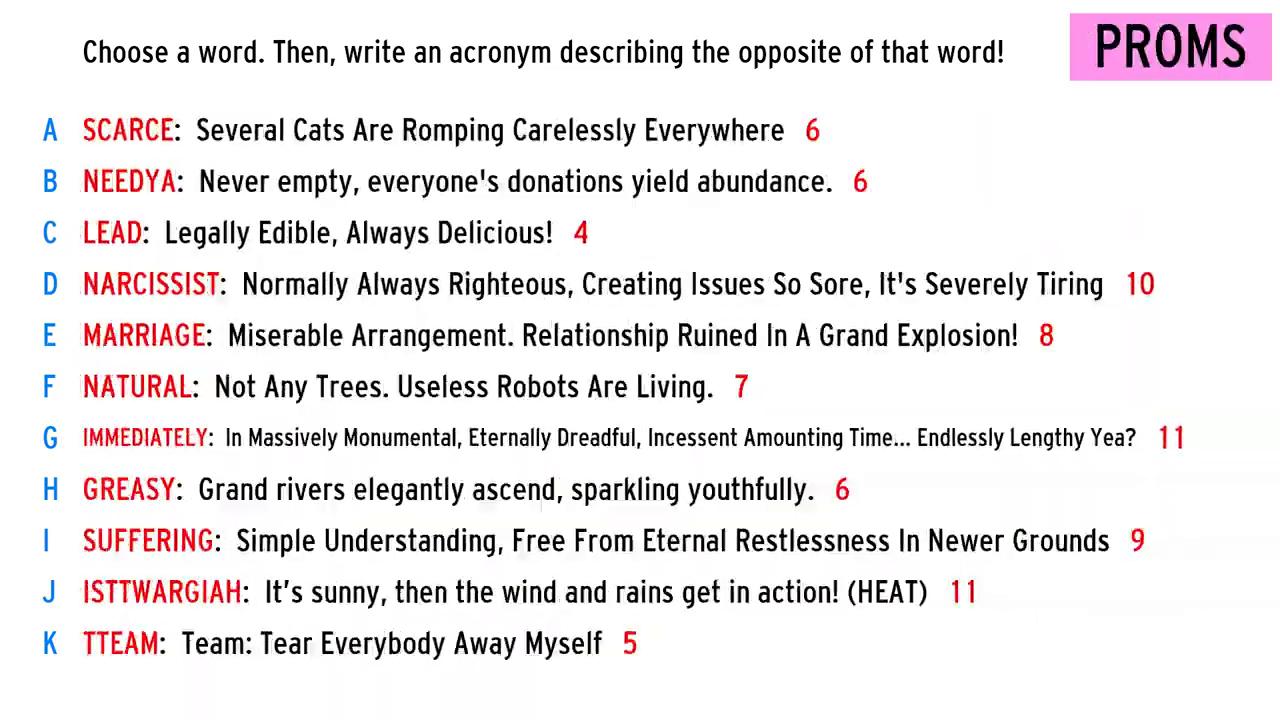 Choose a word. Then, write an acronym describing the opposite of that word!
PROMS
A SCARCE: Several Cats Are Romping Carelessly Everywhere 6
B NEEDYA: Never empty, everyone's donations yield abundance. 6
C LEAD: Legally Edible, Always Delicious! 4
D NARCISSIST: Normally Always Righteous, Creating Issues So Sore, It's Severely Tiring 10
E MARRIAGE: Miserable Arrangement. Relationship Ruined In A Grand Explosion! 8
F NATURAL: Not Any Trees. Useless Robots Are Living. 7
G IMMEDIATELY: In Massively Monumental, Eternally Dreadful, Incessent Amounting Time... Endlessly Lengthy Yea? 11
H GREASY: Grand rivers elegantly ascend, sparkling youthfully. 6
I SUFFERING: Simple Understanding, Free From Eternal Restlessness In Newer Grounds 9
J ISTTWARGIAH: It’s sunny, then the wind and rains get in action! (HEAT) 11
K TTEAM: Team: Tear Everybody Away Myself 5